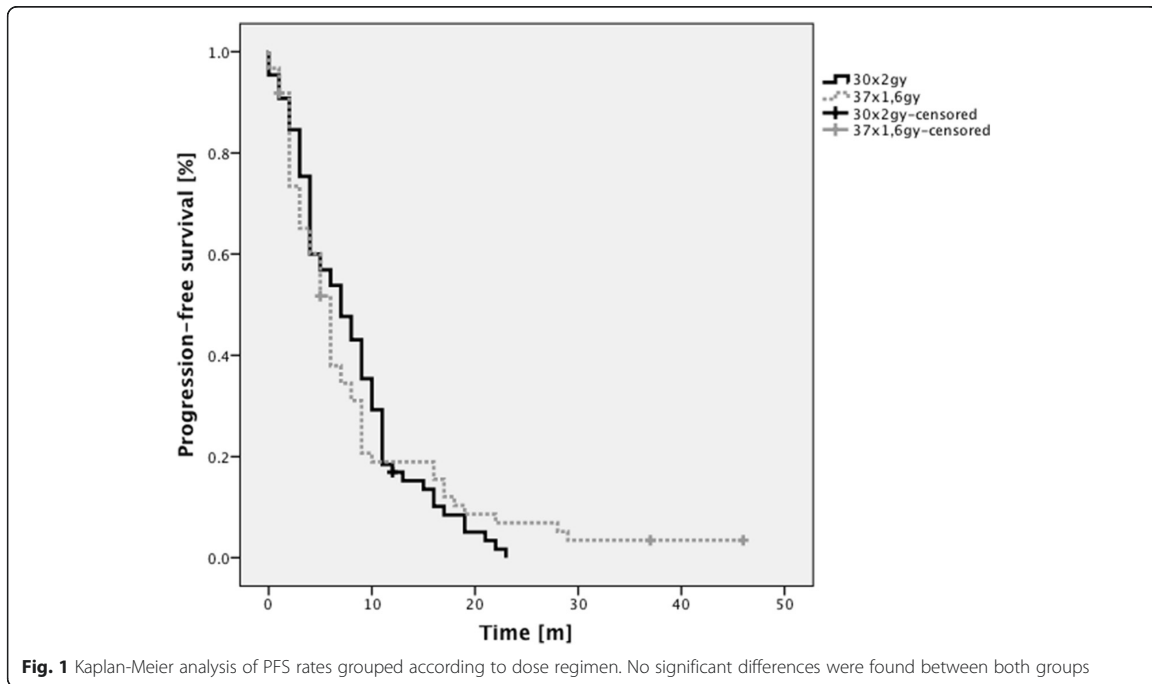 1.0
0.8
0.6
0.4
0.2
0.0
Progression-free survival [%]
0 10 20 30 40 50
Time [m]
30x2gy
37x1,6gy
30x2gy-censored
37x1,6gy-censored
Fig. 1 Kaplan-Meier analysis of PFS rates grouped according to dose regimen. No significant differences were found between both groups